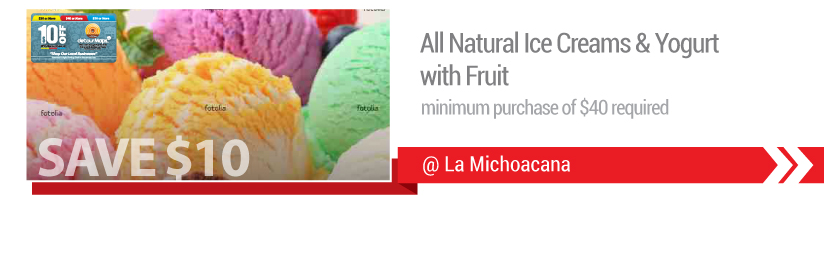 10 OFF
fotolia
fotolia
fotolia
fotolia
SAVE $10
All Natural Ice Creams & Yogurt
with Fruit
minimum purchase of $40 required
@ La Michoacana